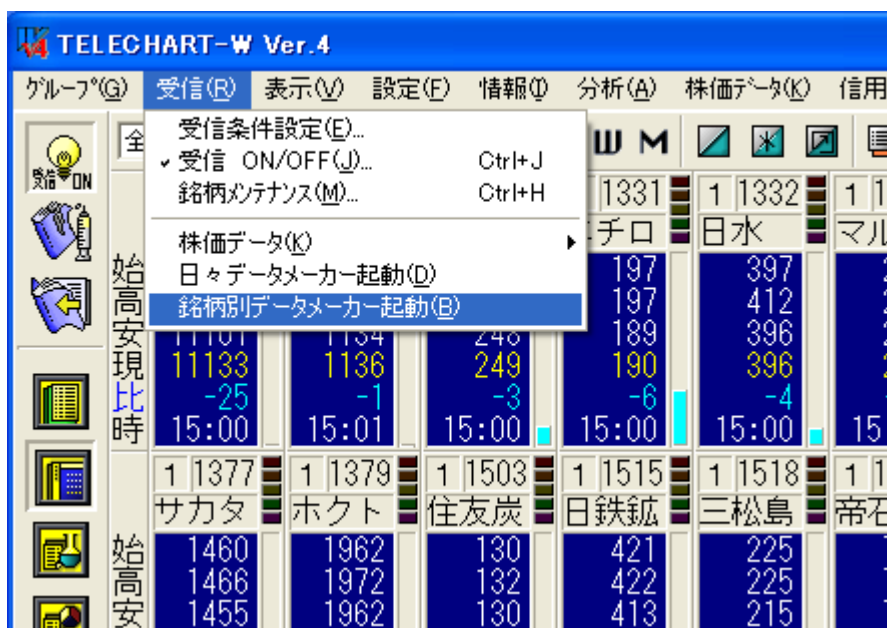 TELECHART-W Ver.4
ｸﾞﾙｰﾌﾟ(G) 受信(R) 表示(V) 設定(F) 情報(I) 分析(A) 株価ﾃﾞｰﾀ(K) 信用
受信条件設定(E)...
受信 ON/OFF(J)... Ctrl+J
銘柄ﾒﾝﾃﾅﾝｽ(M)... Ctrl+H
株価データ(K)
日々データメーカー起動(D)
銘柄別データメーカー起動(B)
受信 ON
全
W M
1331 1 1332 1 1
チロ 日水 マル
始 197 397
高 197 412
安 11101 1134 248 189 396
現 11133 1136 249 190 396
比 -25 -1 -3 -6 -4
時 15:00 15:01 15:00 15:00 15:00 15
1 1377 1 1379 1 1503 1 1515 1 1518 1 1
サカタ ホクト 住友炭 日鉄鉱 三松島 帝石
始 1460 1962 130 421 225
高 1466 1972 132 422 225
安 1455 1962 130 413 215